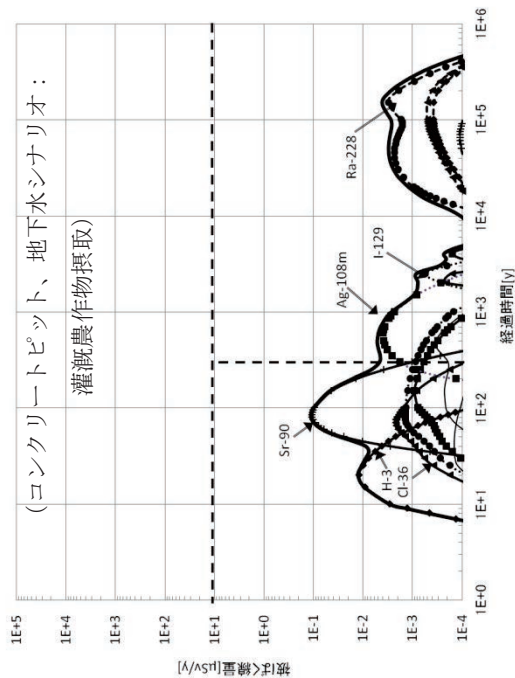 (コンクリートピット、地下水シナリオ：
灌漑農作物摂取)
被ばく線量[μSv/y]
1E+5
1E+4
1E+3
1E+2
1E+1
1E+0
1E-1
1E-2
1E-3
1E-4
Sr-90
H-3
Cl-36
Ag-108m
I-129
Ra-228
1E+0
1E+1
1E+2
1E+3
1E+4
1E+5
1E+6
経過時間[y]